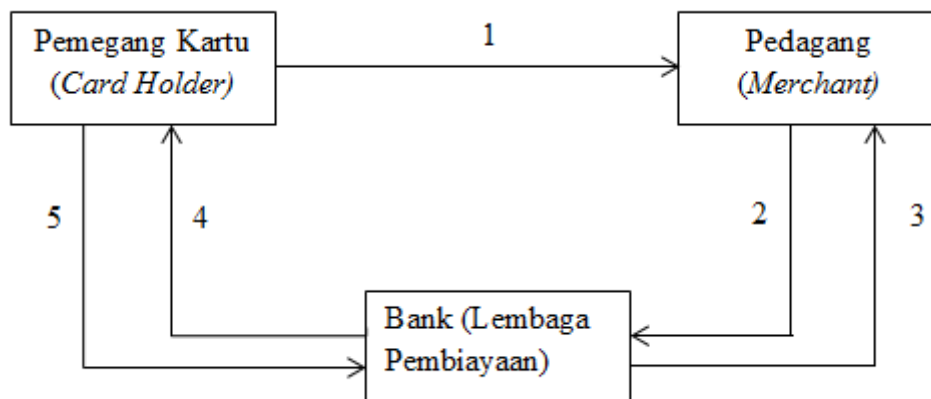 Pemegang Kartu
(Card Holder)
1
Pedagang
(Merchant)
5
4
2
3
Bank (Lembaga
Pembiayaan)